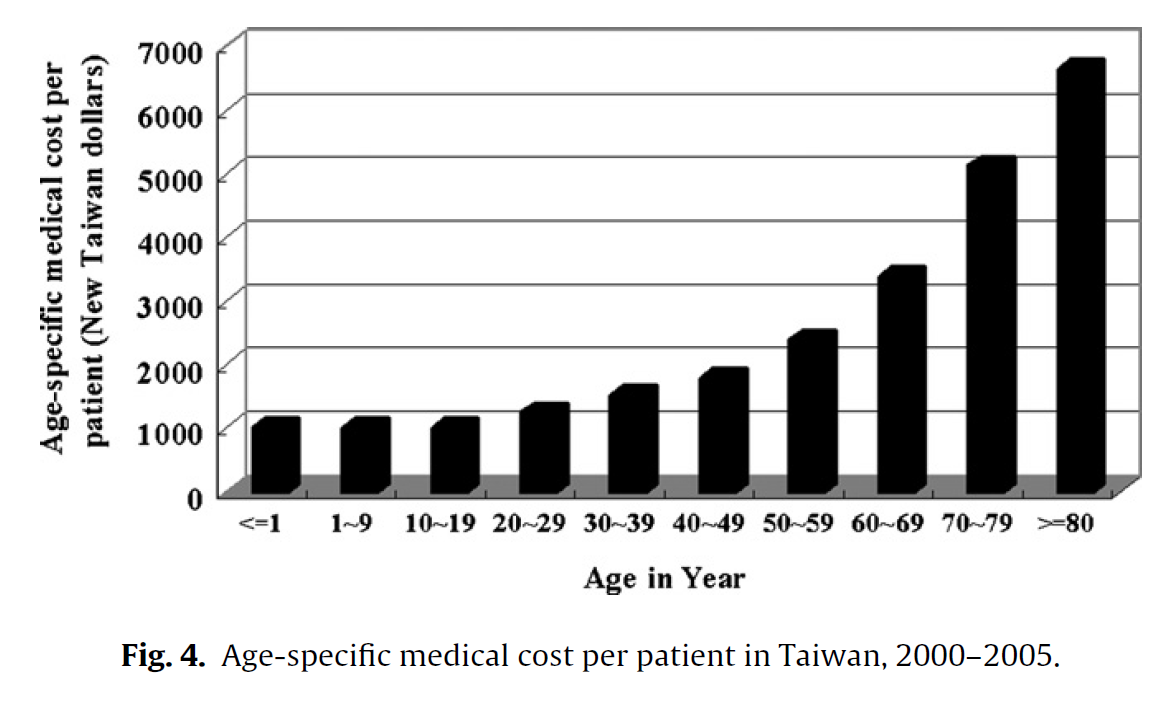 Age-specific medical cost per
patient (New Taiwan dollars)
7000
6000
5000
4000
3000
2000
1000
0
<=1 1~9 10~19 20~29 30~39 40~49 50~59 60~69 70~79 >=80
Age in Year
Fig. 4. Age-specific medical cost per patient in Taiwan, 2000–2005.